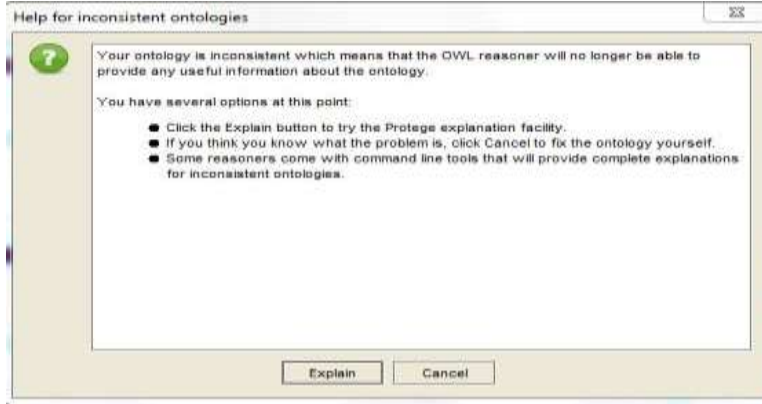 Help for inconsistent ontologies
Your ontology is inconsistent which means that the OWL reasoner will no longer be able to
provide any useful information about the ontology.
You have several options at this point:
Click the Explain button to try the Protege explanation facility.
If you think you know what the problem is, click Cancel to fix the ontology yourself.
Some reasoners come with command line tools that will provide complete explanations
for inconsistent ontologies.
Explain Cancel